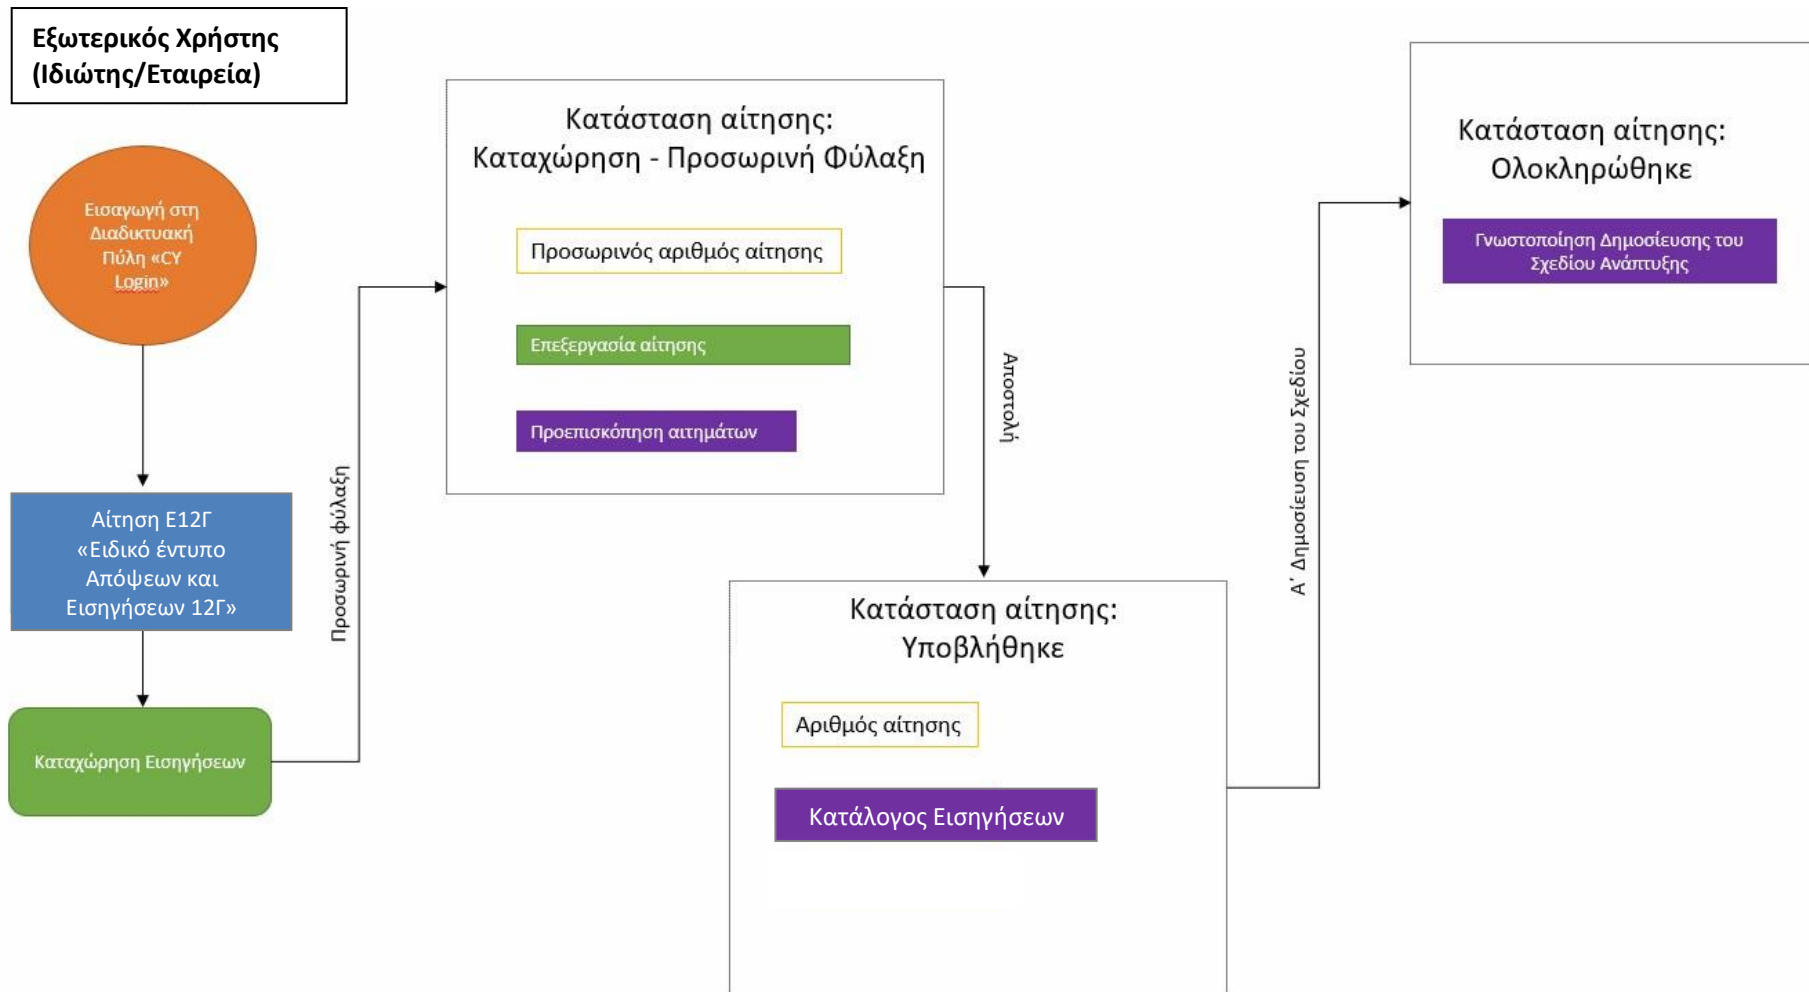 Εξωτερικός Χρήστης
(Ιδιώτης/Εταιρεία)
Εισαγωγή στη
Διαδικτυακή
Πύλη «CY
Login»
Αίτηση Ε12Γ
«Ειδικό έντυπο
Απόψεων και
Εισηγήσεων 12Γ»
Καταχώρηση Εισηγήσεων
Προσωρινή φύλαξη
Κατάσταση αίτησης:
Καταχώρηση - Προσωρινή Φύλαξη
Προσωρινός αριθμός αίτησης
Επεξεργασία αίτησης
Προεπισκόπηση αιτημάτων
Αποστολή
Κατάσταση αίτησης:
Υποβλήθηκε
Αριθμός αίτησης
Κατάλογος Εισηγήσεων
Α΄ Δημοσίευση του Σχεδίου
Κατάσταση αίτησης:
Ολοκληρώθηκε
Γνωστοποίηση Δημοσίευσης του
Σχεδίου Ανάπτυξης